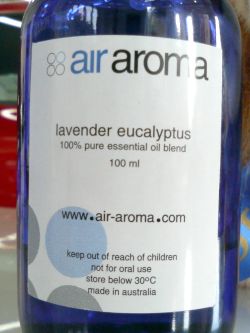 air aroma
lavender eucalyptus
100% pure essential oil blend
100 ml
www.air-aroma.com
keep out of reach of children
not for oral use
store below 30ºC
made in australia